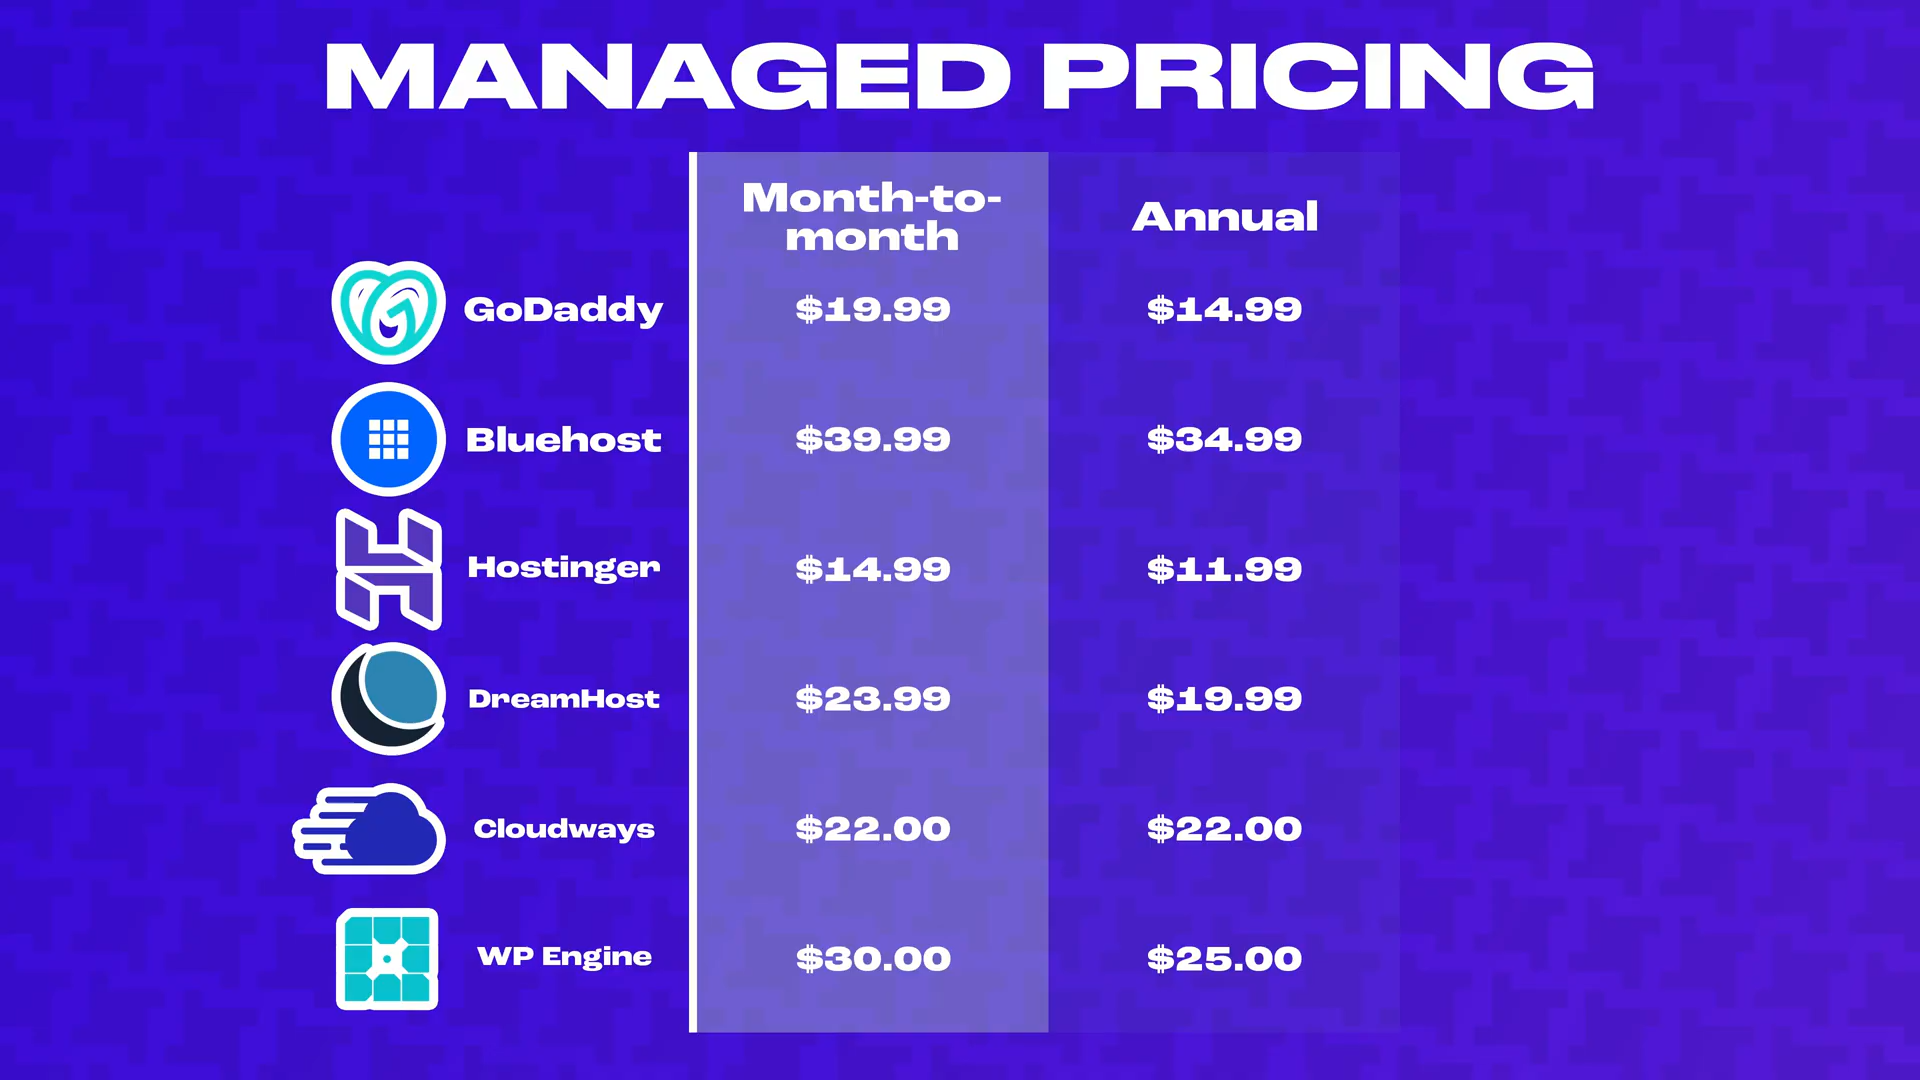 MANAGED PRICING
Month-to-
month
Annual
GoDaddy $19.99 $14.99
Bluehost $39.99 $34.99
Hostinger $14.99 $11.99
DreamHost $23.99 $19.99
Cloudways $22.00 $22.00
WP Engine $30.00 $25.00